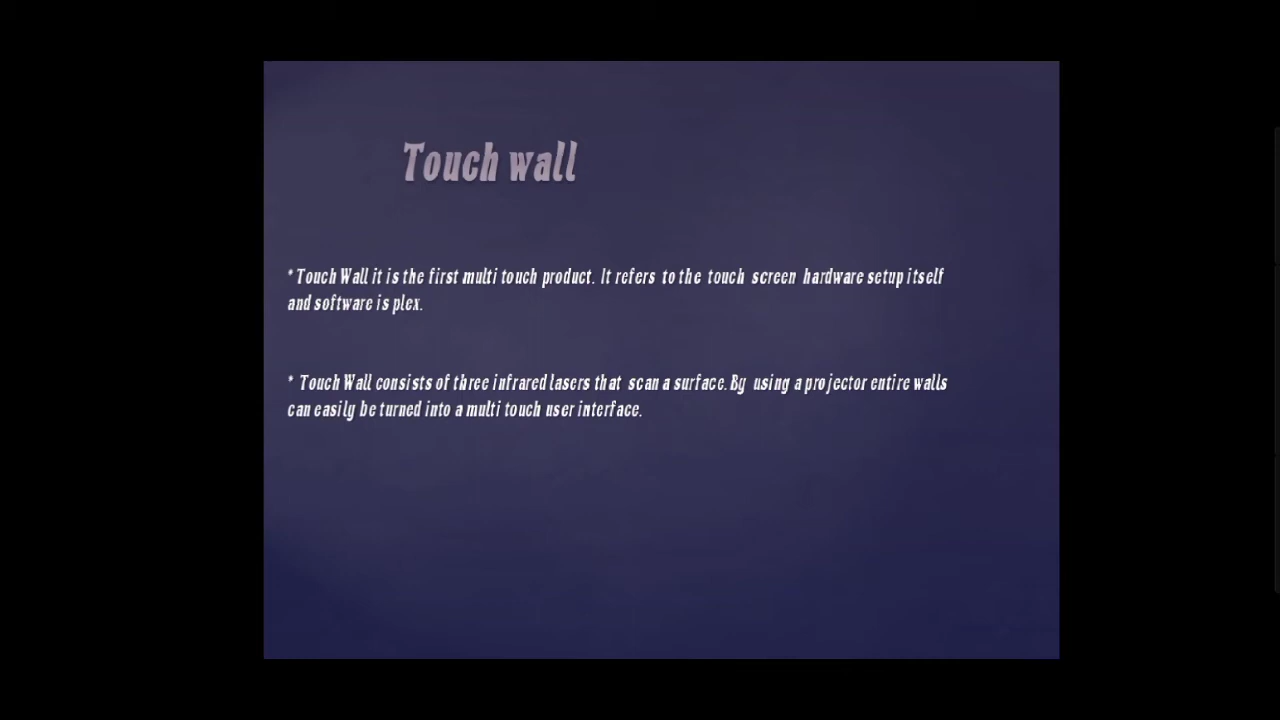 Touch wall
* Touch Wall it is the first multi touch product. It refers to the touch screen hardware setup itself
and software is plex.
* Touch Wall consists of three infrared lasers that scan a surface. By using a projector entire walls
can easily be turned into a multi touch user interface.